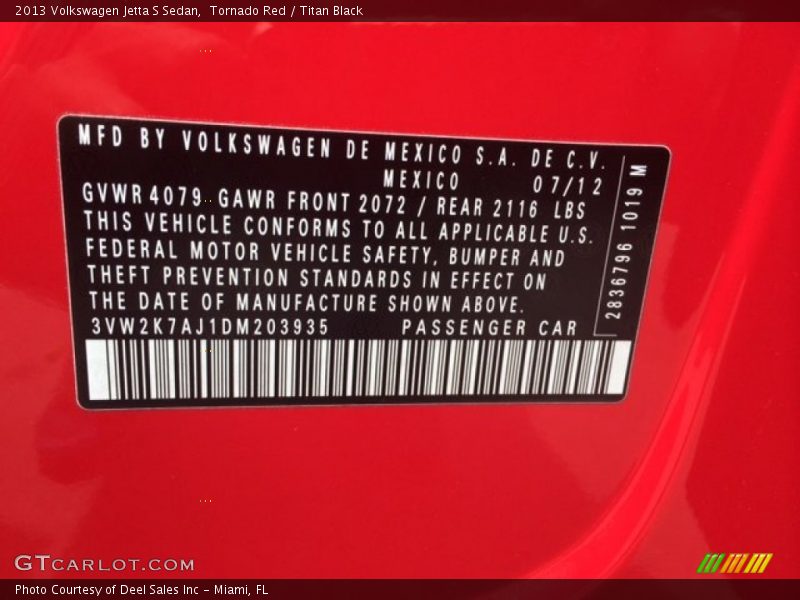 2013 Volkswagen Jetta S Sedan,  Tornado Red / Titan Black
MFD BY VOLKSWAGEN DE MEXICO S.A. DE C.V.
MEXICO 07/12
GVWR 4079 GAWR FRONT 2072 / REAR 2116 LBS
THIS VEHICLE CONFORMS TO ALL APPLICABLE U.S.
FEDERAL MOTOR VEHICLE SAFETY, BUMPER AND
THEFT PREVENTION STANDARDS IN EFFECT ON
THE DATE OF MANUFACTURE SHOWN ABOVE.
3VW2K7AJ1DM203935 PASSENGER CAR
2836796 1019 M
GTCARLOT.COM
Photo Courtesy of Deel Sales Inc - Miami, FL